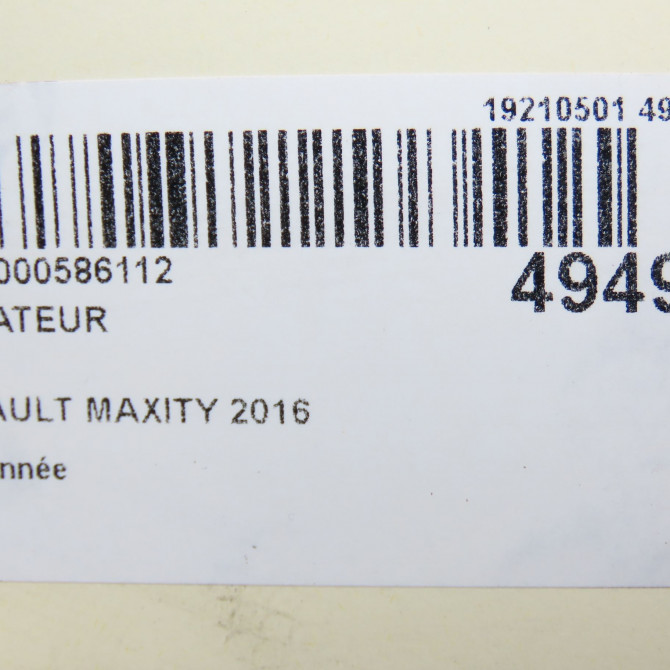 19210501 49
000586112
4949
ATEUR
AULT MAXITY 2016
nnée